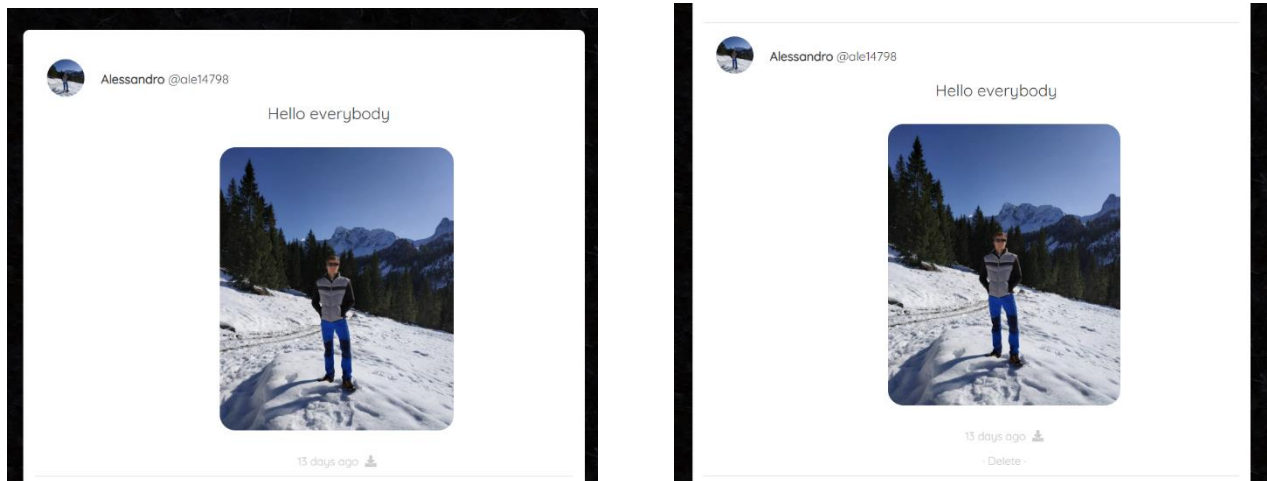 Alessandro @ale14798
Hello everybody
13 days ago
Alessandro @ale14798
Hello everybody
13 days ago
- Delete -